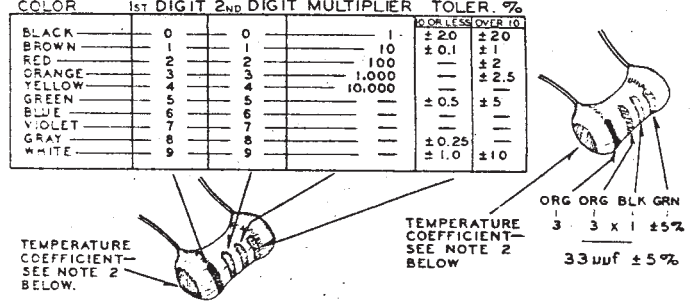 COLOR 1ST DIGIT 2ND DIGIT MULTIPLIER TOLER. %
10 OR LESS OVER 10
BLACK 0 0 1 ±2.0 ±20
BROWN 1 1 10 ±0.1 ±1
RED 2 2 100 — ±2
ORANGE 3 3 1,000 — ±2.5
YELLOW 4 4 10,000 — —
GREEN 5 5 — ±0.5 ±5
BLUE 6 6 — — —
VIOLET 7 7 — — —
GRAY 8 8 — ±0.25 —
WHITE 9 9 — ±1.0 ±10
ORG ORG BLK GRN
3 3 x 1 ±5%
33 uuf ±5%
TEMPERATURE
COEFFICIENT—
SEE NOTE 2
BELOW
TEMPERATURE
COEFFICIENT—
SEE NOTE 2
BELOW.